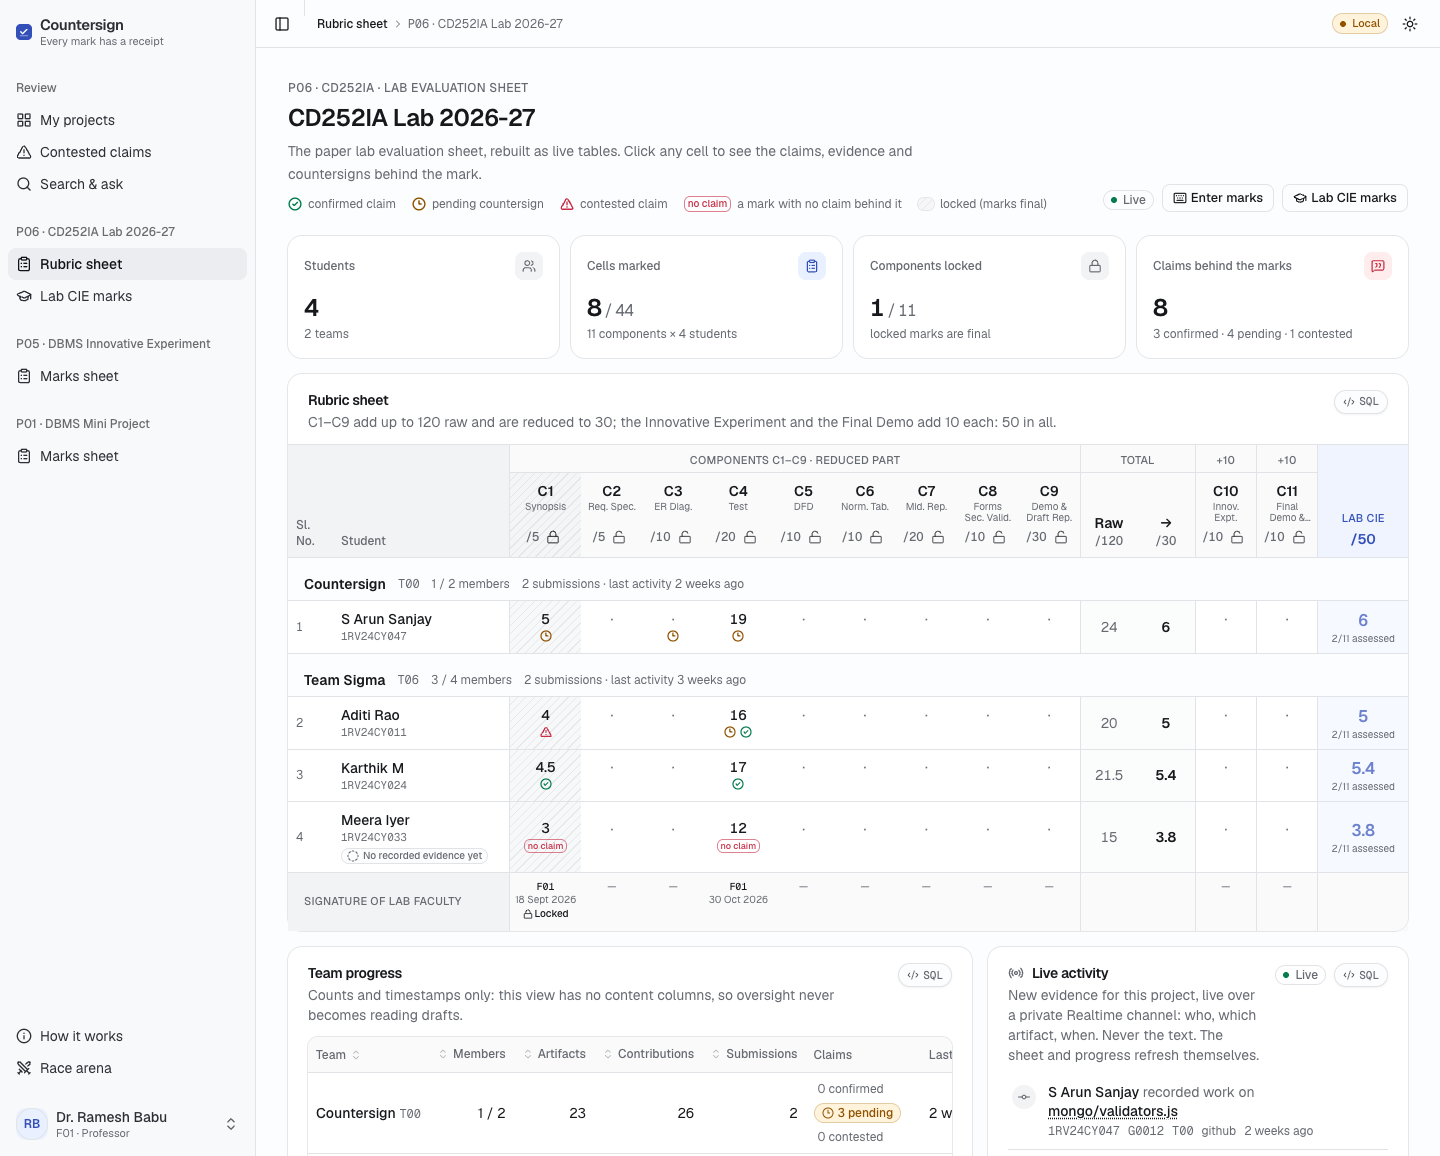 Countersign
Every mark has a receipt
Review
My projects
Contested claims
Search & ask
P06 · CD252IA Lab 2026-27
Rubric sheet
Lab CIE marks
P05 · DBMS Innovative Experiment
Marks sheet
P01 · DBMS Mini Project
Marks sheet
How it works
Race arena
RB
Dr. Ramesh Babu
F01 · Professor
Rubric sheet > P06 · CD252IA Lab 2026-27
Local
P06 · CD252IA · LAB EVALUATION SHEET
CD252IA Lab 2026-27
The paper lab evaluation sheet, rebuilt as live tables. Click any cell to see the claims, evidence and
countersigns behind the mark.
confirmed claim pending countersign contested claim no claim a mark with no claim behind it locked (marks final)
Live Enter marks Lab CIE marks
Students
4
2 teams
Cells marked
8 / 44
11 components × 4 students
Components locked
1 / 11
locked marks are final
Claims behind the marks
8
3 confirmed · 4 pending · 1 contested
Rubric sheet
SQL
C1–C9 add up to 120 raw and are reduced to 30; the Innovative Experiment and the Final Demo add 10 each: 50 in all.
COMPONENTS C1–C9 · REDUCED PART TOTAL +10 +10
Sl. No. Student
C1 Synopsis /5
C2 Req. Spec. /5
C3 ER Diag. /10
C4 Test /20
C5 DFD /10
C6 Norm. Tab. /10
C7 Mid. Rep. /20
C8 Forms Sec. Valid. /10
C9 Demo & Draft Rep. /30
Raw /120
→ /30
C10 Innov. Expt. /10
C11 Final Demo &… /10
LAB CIE /50
Countersign T00 1 / 2 members 2 submissions · last activity 2 weeks ago
1 S Arun Sanjay 5 · · 19 · · · · · 24 6 · · 6
1RV24CY047 2/11 assessed
Team Sigma T06 3 / 4 members 2 submissions · last activity 3 weeks ago
2 Aditi Rao 4 · · 16 · · · · · 20 5 · · 5
1RV24CY011 2/11 assessed
3 Karthik M 4.5 · · 17 · · · · · 21.5 5.4 · · 5.4
1RV24CY024 2/11 assessed
4 Meera Iyer 3 · · 12 · · · · · 15 3.8 · · 3.8
1RV24CY033 no claim no claim 2/11 assessed
No recorded evidence yet
SIGNATURE OF LAB FACULTY F01 — — F01 — — — — — — —
18 Sept 2026 30 Oct 2026
Locked
Team progress
SQL
Counts and timestamps only: this view has no content columns, so oversight never
becomes reading drafts.
Team Members Artifacts Contributions Submissions Claims Last
Countersign T00 1 / 2 23 26 2 0 confirmed 2 w
3 pending
0 contested
Live activity
Live SQL
New evidence for this project, live over
a private Realtime channel: who, which
artifact, when. Never the text. The
sheet and progress refresh themselves.
S Arun Sanjay recorded work on
mongo/validators.js
1RV24CY047 G0012 T00 github 2 weeks ago